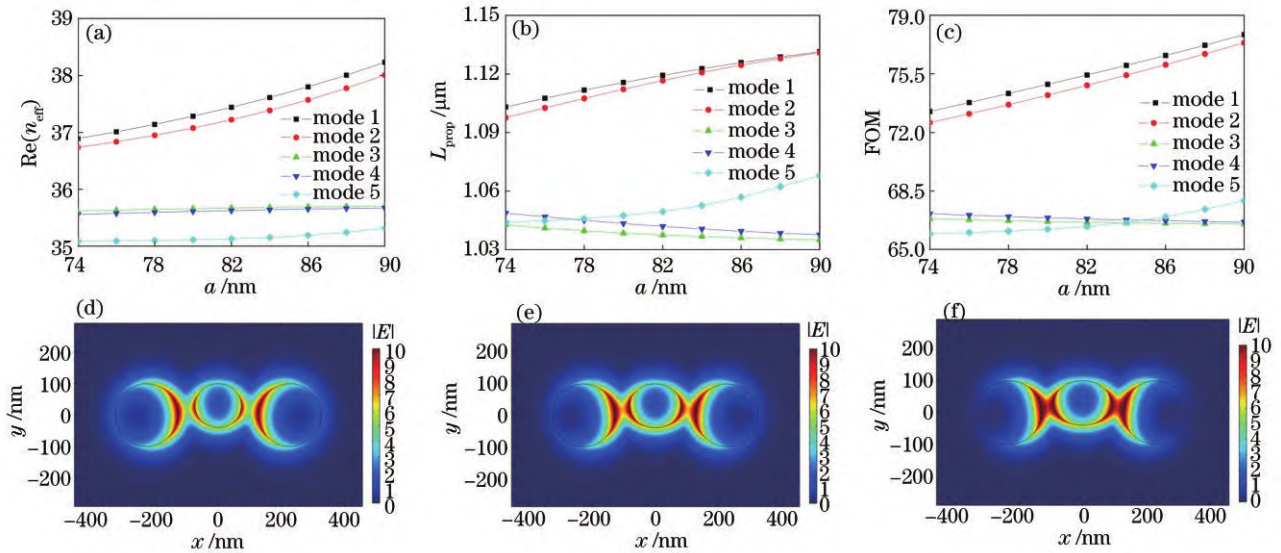 (a)
39
38
37
36
35
Re(n_eff)
mode 1
mode 2
mode 3
mode 4
mode 5
74 78 82 86 90
a /nm
(b)
1.15
1.12
1.09
1.06
1.03
L_prop /μm
mode 1
mode 2
mode 3
mode 4
mode 5
74 78 82 86 90
a /nm
(c)
79.0
75.5
72.0
68.5
65.0
FOM
mode 1
mode 2
mode 3
mode 4
mode 5
74 78 82 86 90
a /nm
(d)
|E|
200
100
0
−100
−200
y /nm
10
9
8
7
6
5
4
3
2
1
0
−400 −200 0 200 400
x /nm
(e)
|E|
200
100
0
−100
−200
y /nm
10
9
8
7
6
5
4
3
2
1
0
−400 −200 0 200 400
x /nm
(f)
|E|
200
100
0
−100
−200
y /nm
10
9
8
7
6
5
4
3
2
1
0
−400 −200 0 200 400
x /nm